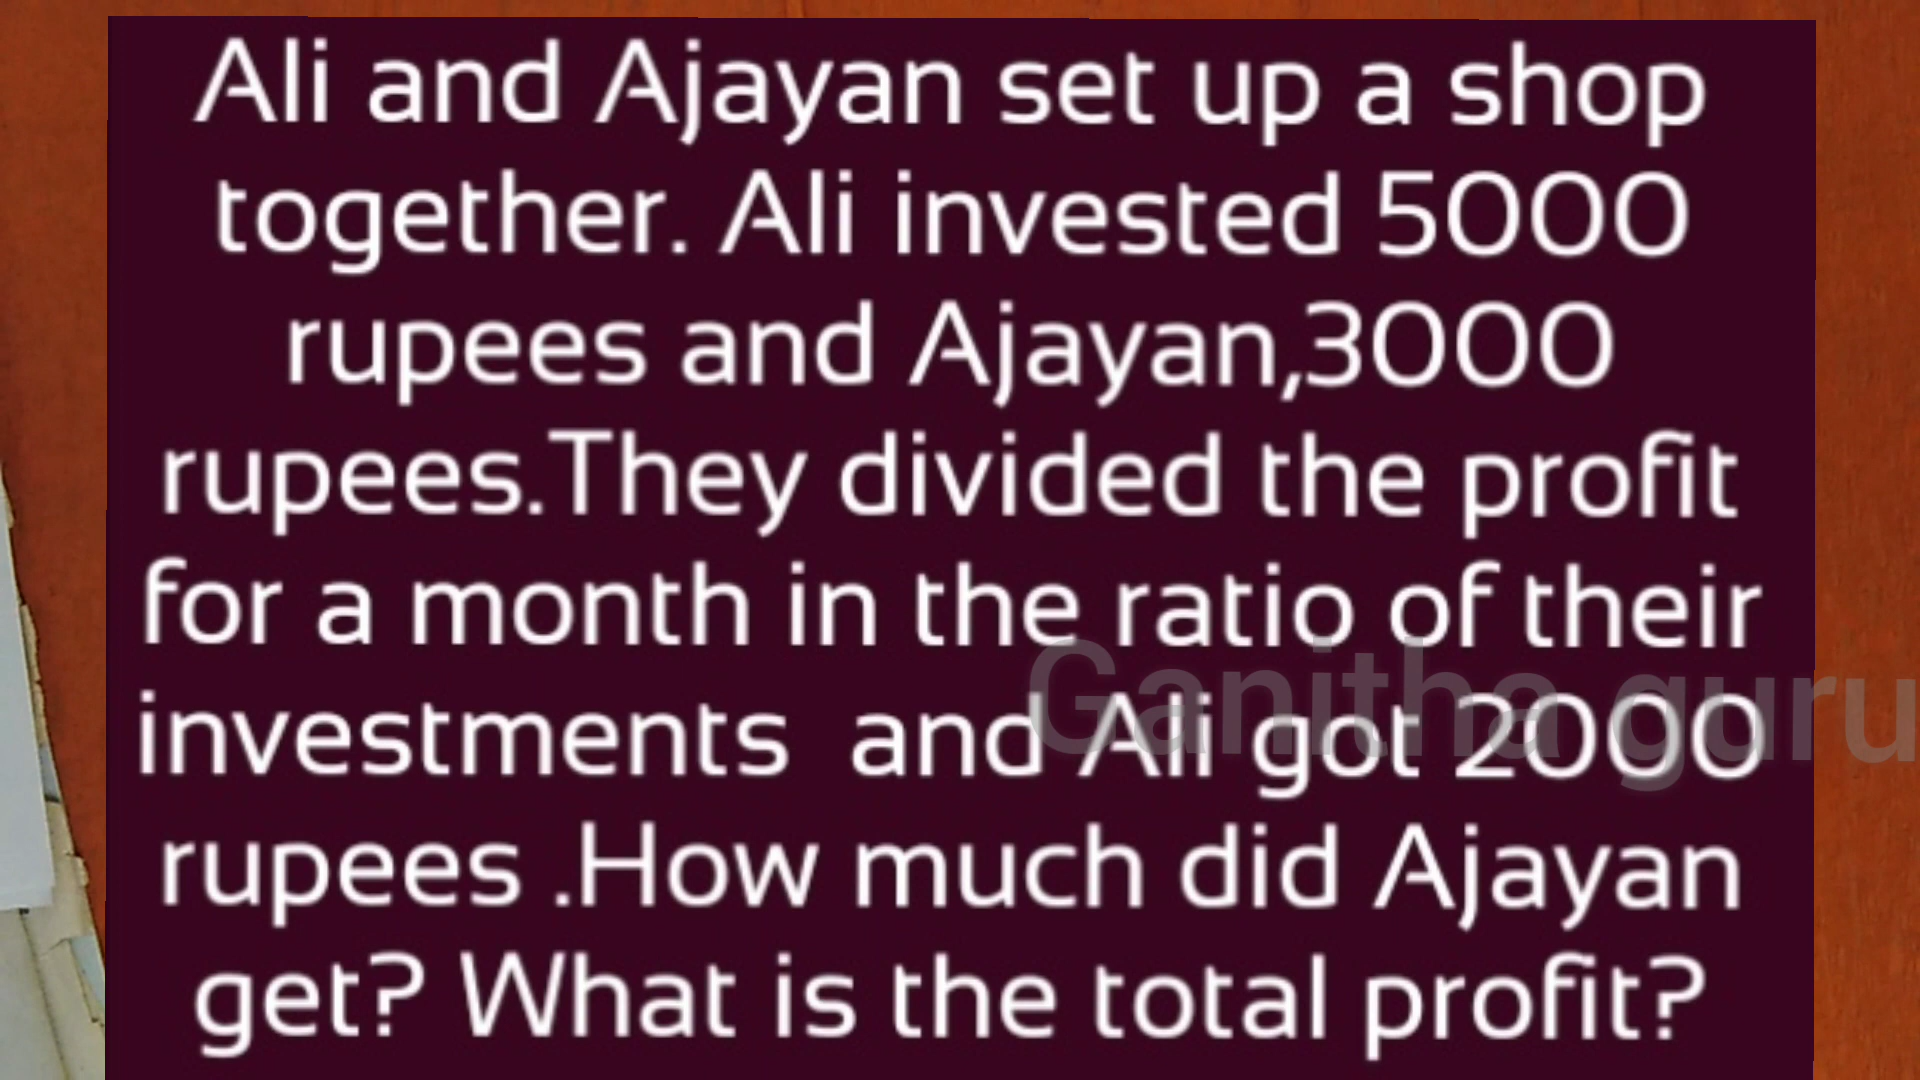 Ali and Ajayan set up a shop
together. Ali invested 5000
rupees and Ajayan,3000
rupees.They divided the profit
for a month in the ratio of their
investments  and Ali got 2000
rupees .How much did Ajayan
get? What is the total profit?
Ganitha guru